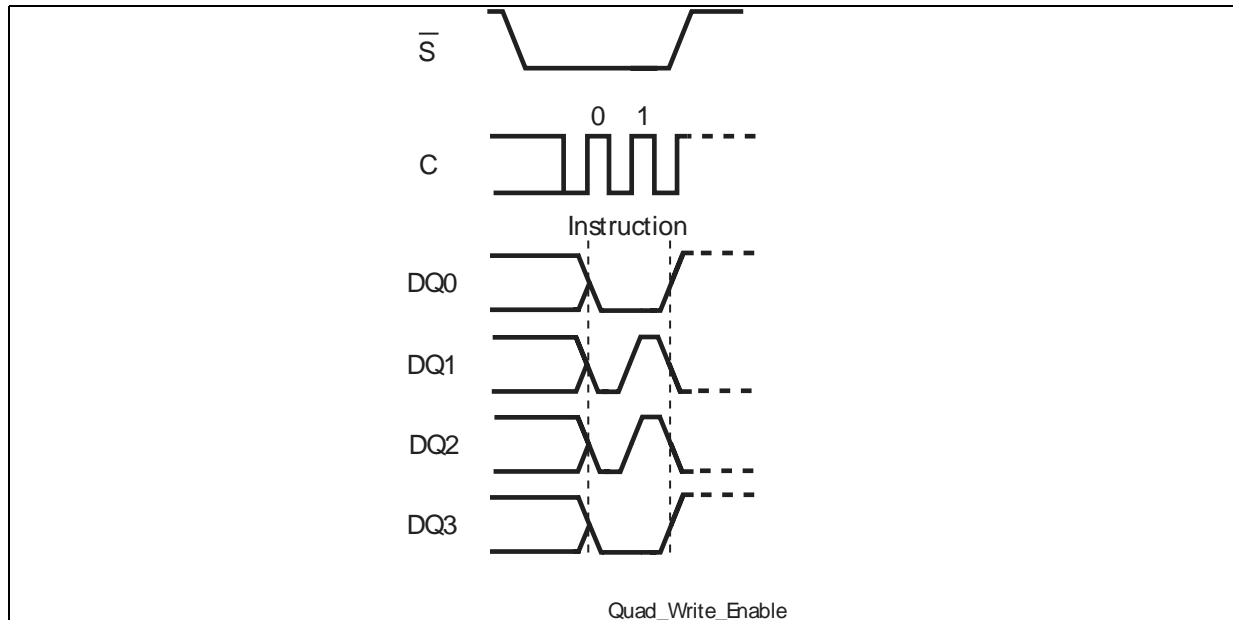 S
0 1
C
Instruction
DQ0
DQ1
DQ2
DQ3
Quad_Write_Enable